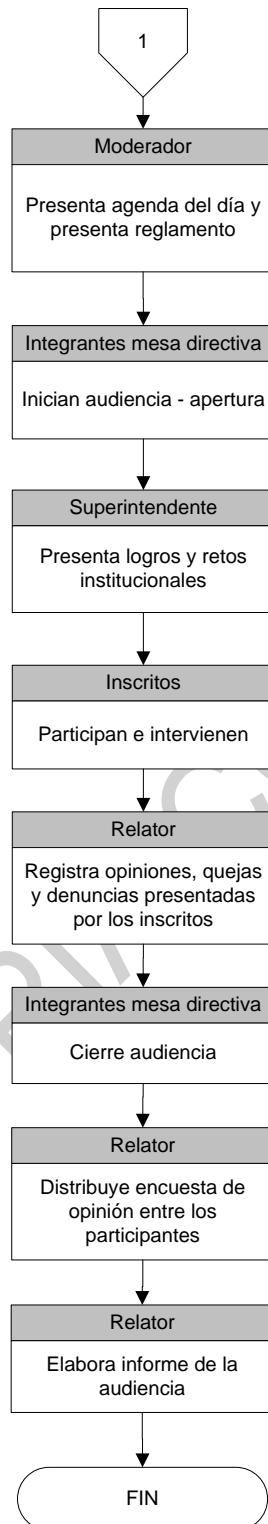 1
Moderador
Presenta agenda del día y
presenta reglamento
Integrantes mesa directiva
Inician audiencia - apertura
Superintendente
Presenta logros y retos
institucionales
Inscritos
Participan e intervienen
Relator
Registra opiniones, quejas
y denuncias presentadas
por los inscritos
Integrantes mesa directiva
Cierre audiencia
Relator
Distribuye encuesta de
opinión entre los
participantes
Relator
Elabora informe de la
audiencia
FIN